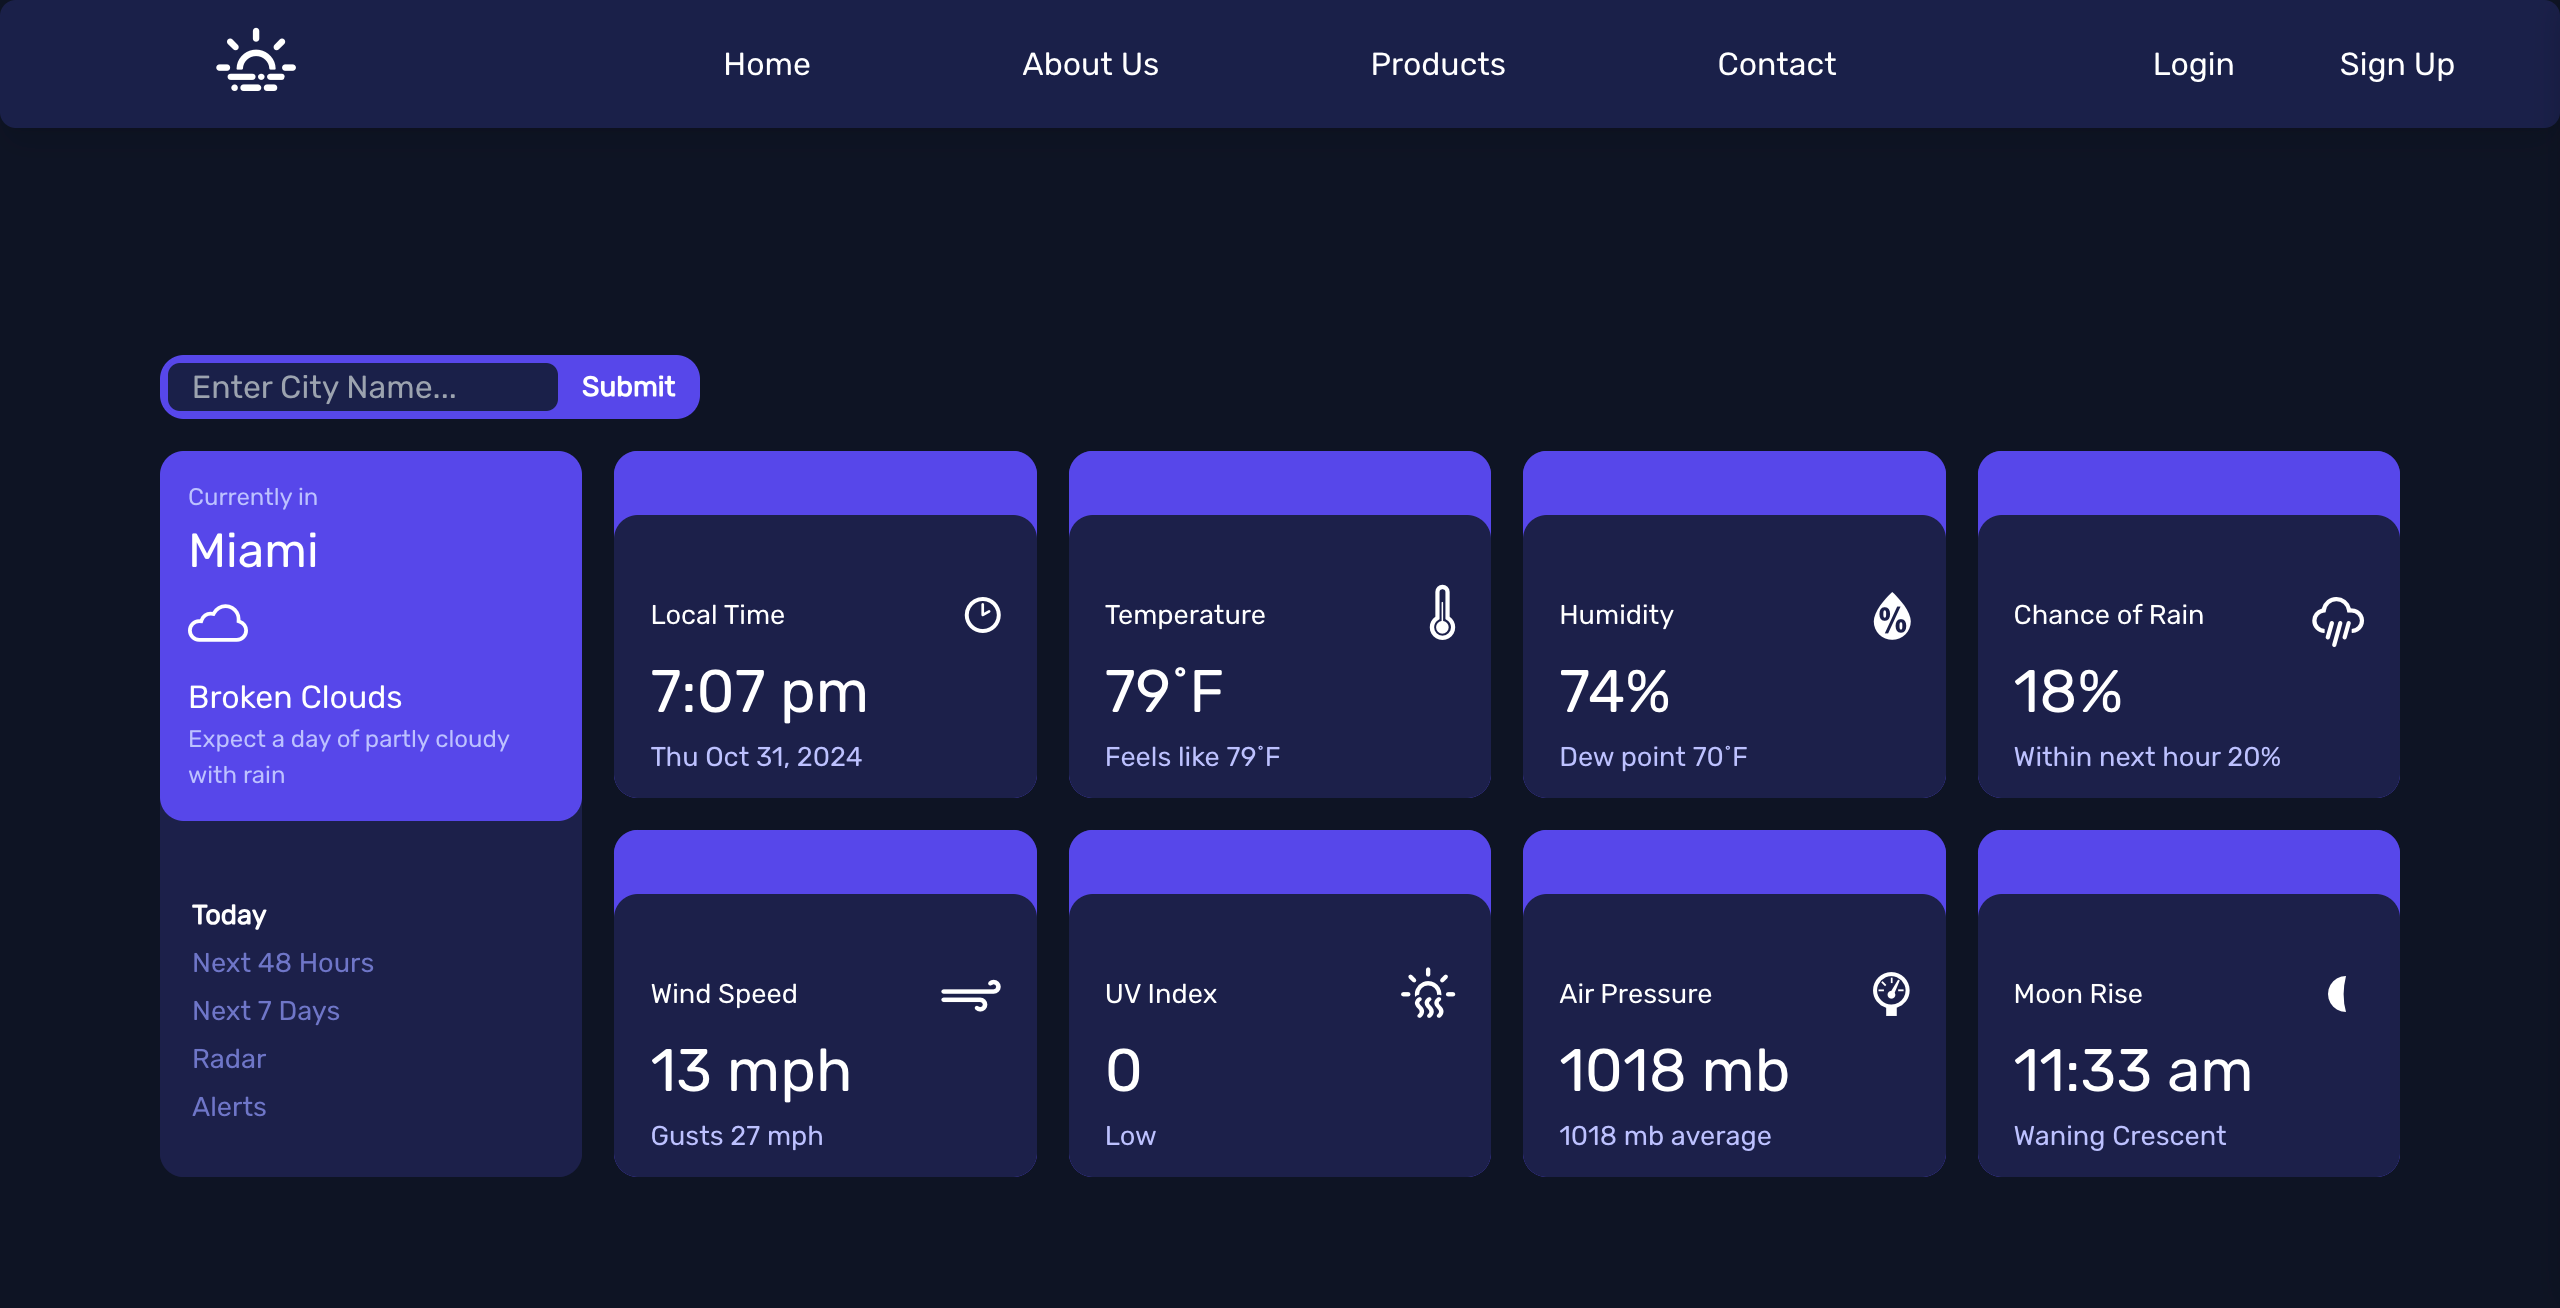 Home
About Us
Products
Contact
Login
Sign Up
Enter City Name...
Submit
Currently in
Miami
Broken Clouds
Expect a day of partly cloudy
with rain
Today
Next 48 Hours
Next 7 Days
Radar
Alerts
Local Time
7:07 pm
Thu Oct 31, 2024
Temperature
79°F
Feels like 79°F
Humidity
%
74%
Dew point 70°F
Chance of Rain
18%
Within next hour 20%
Wind Speed
13 mph
Gusts 27 mph
UV Index
0
Low
Air Pressure
1018 mb
1018 mb average
Moon Rise
11:33 am
Waning Crescent